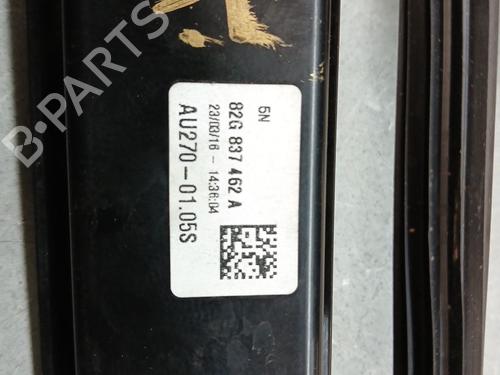 5N
82G 837 462 A
23/03/16 - 14:36:04
AU270-01.05S
B-PARTS